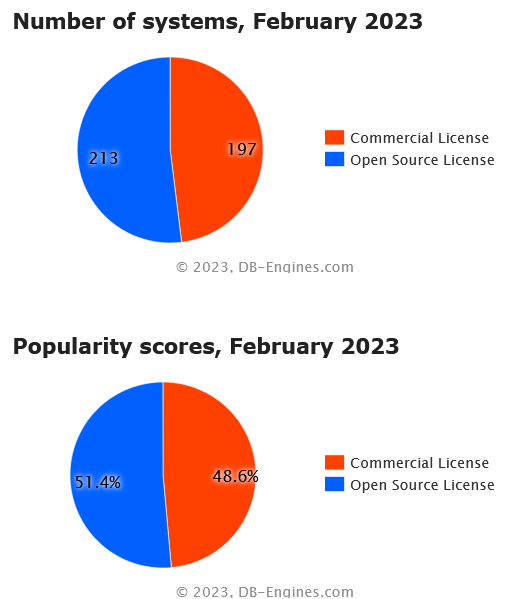 Number of systems, February 2023
197
213
Commercial License
Open Source License
© 2023, DB-Engines.com
Popularity scores, February 2023
48.6%
51.4%
Commercial License
Open Source License
© 2023, DB-Engines.com